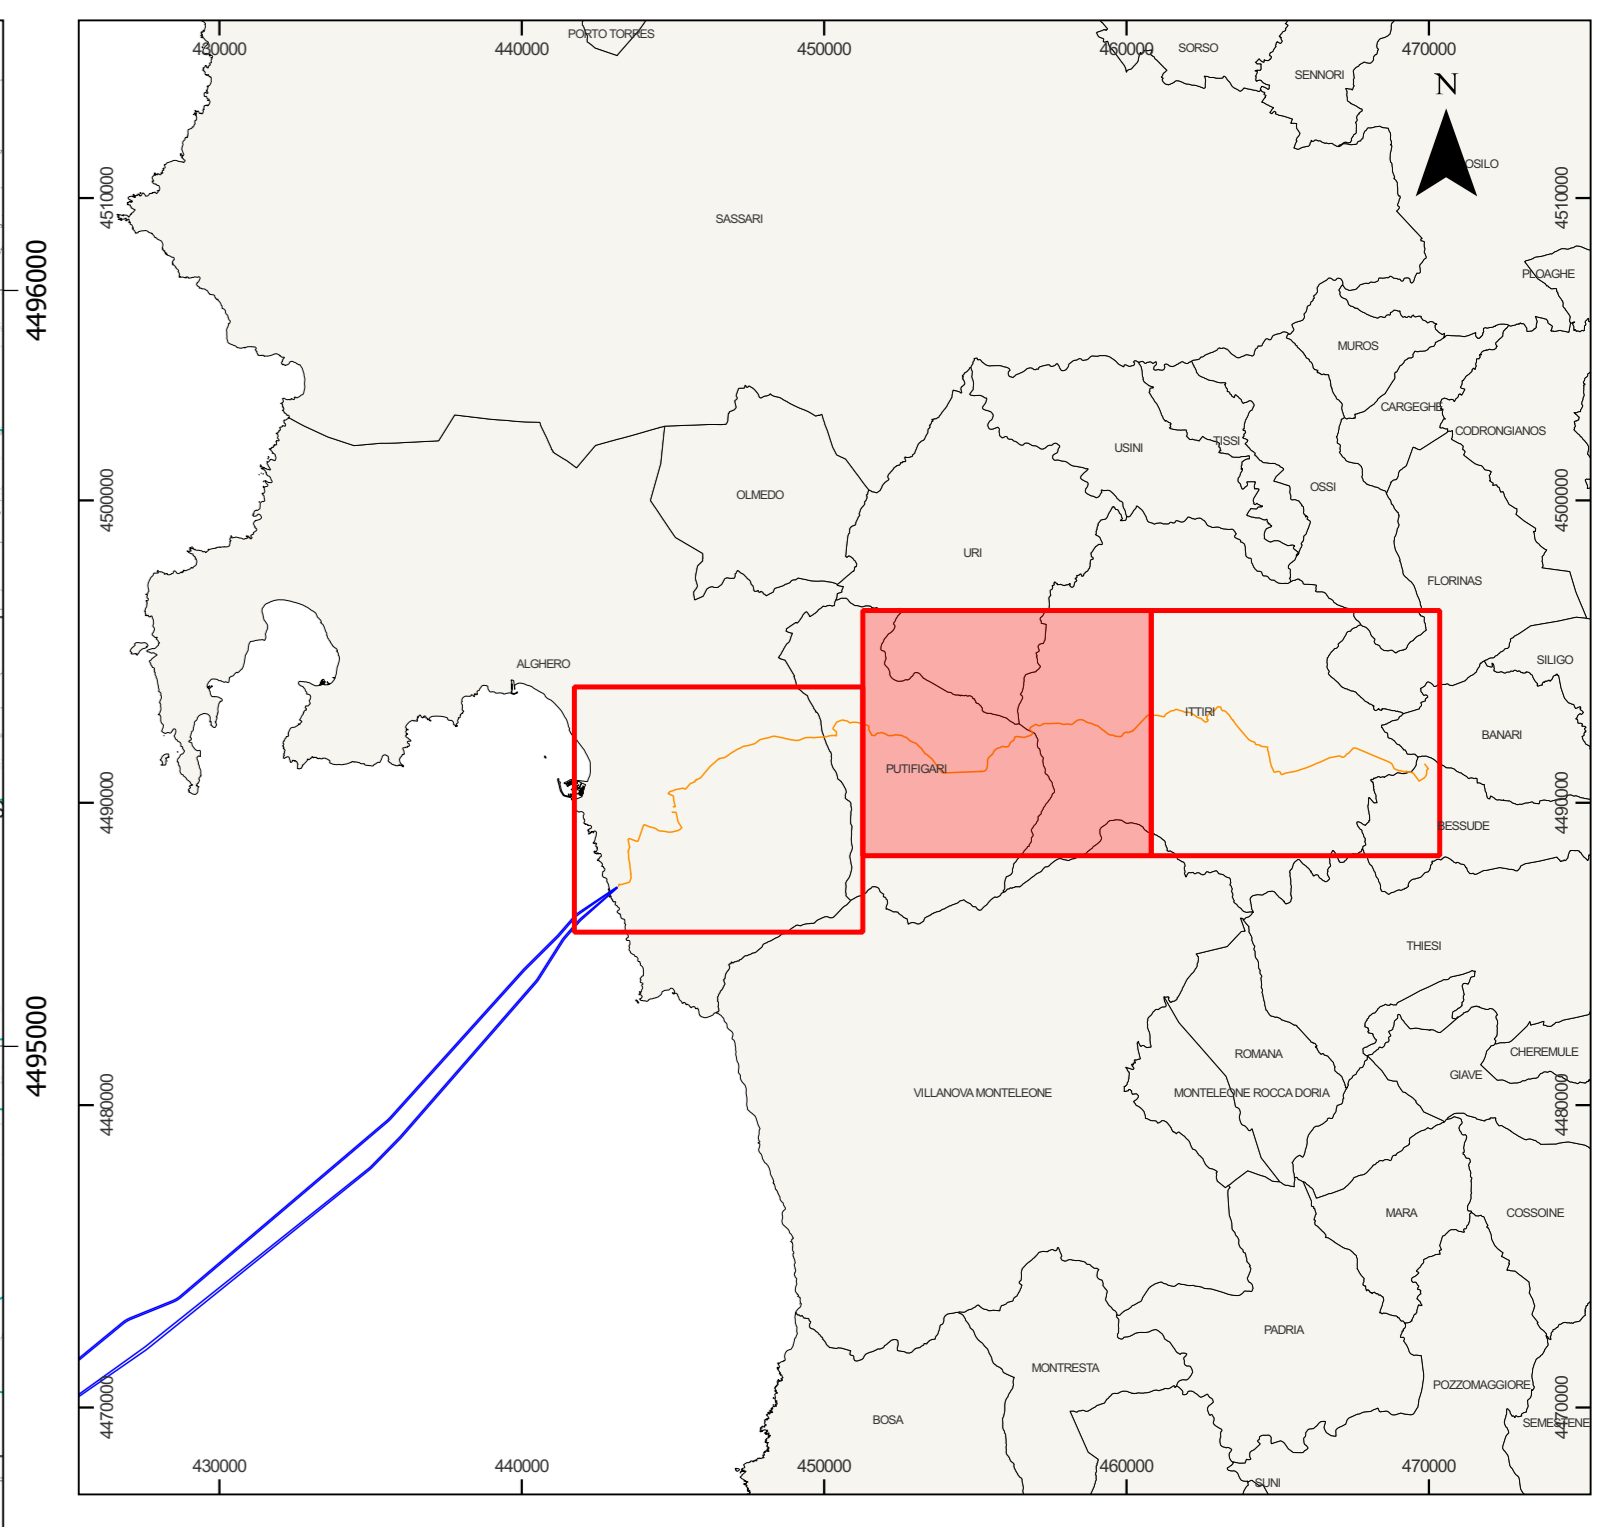 PORTO TORRES
430000 440000 450000 460000 470000
SORSO
SENNORI
N
OSILO
4510000
4510000
SASSARI
4496000
PLOAGHE
MUROS
CARGEGHE
CODRONGIANOS
TISSI
USINI
OSSI
OLMEDO
4500000
4500000
URI
FLORINAS
ALGHERO
SILIGO
ITTIRI
BANARI
PUTIFIGARI
4490000
4490000
BESSUDE
THIESI
4495000
ROMANA
CHEREMULE
GIAVE
VILLANOVA MONTELEONE
MONTELEONE ROCCA DORIA
4480000
4480000
MARA
COSSOINE
PADRIA
MONTRESTA
POZZOMAGGIORE
4470000
4470000
BOSA
SEMESTENE
430000 440000 450000 460000 470000
SUNI